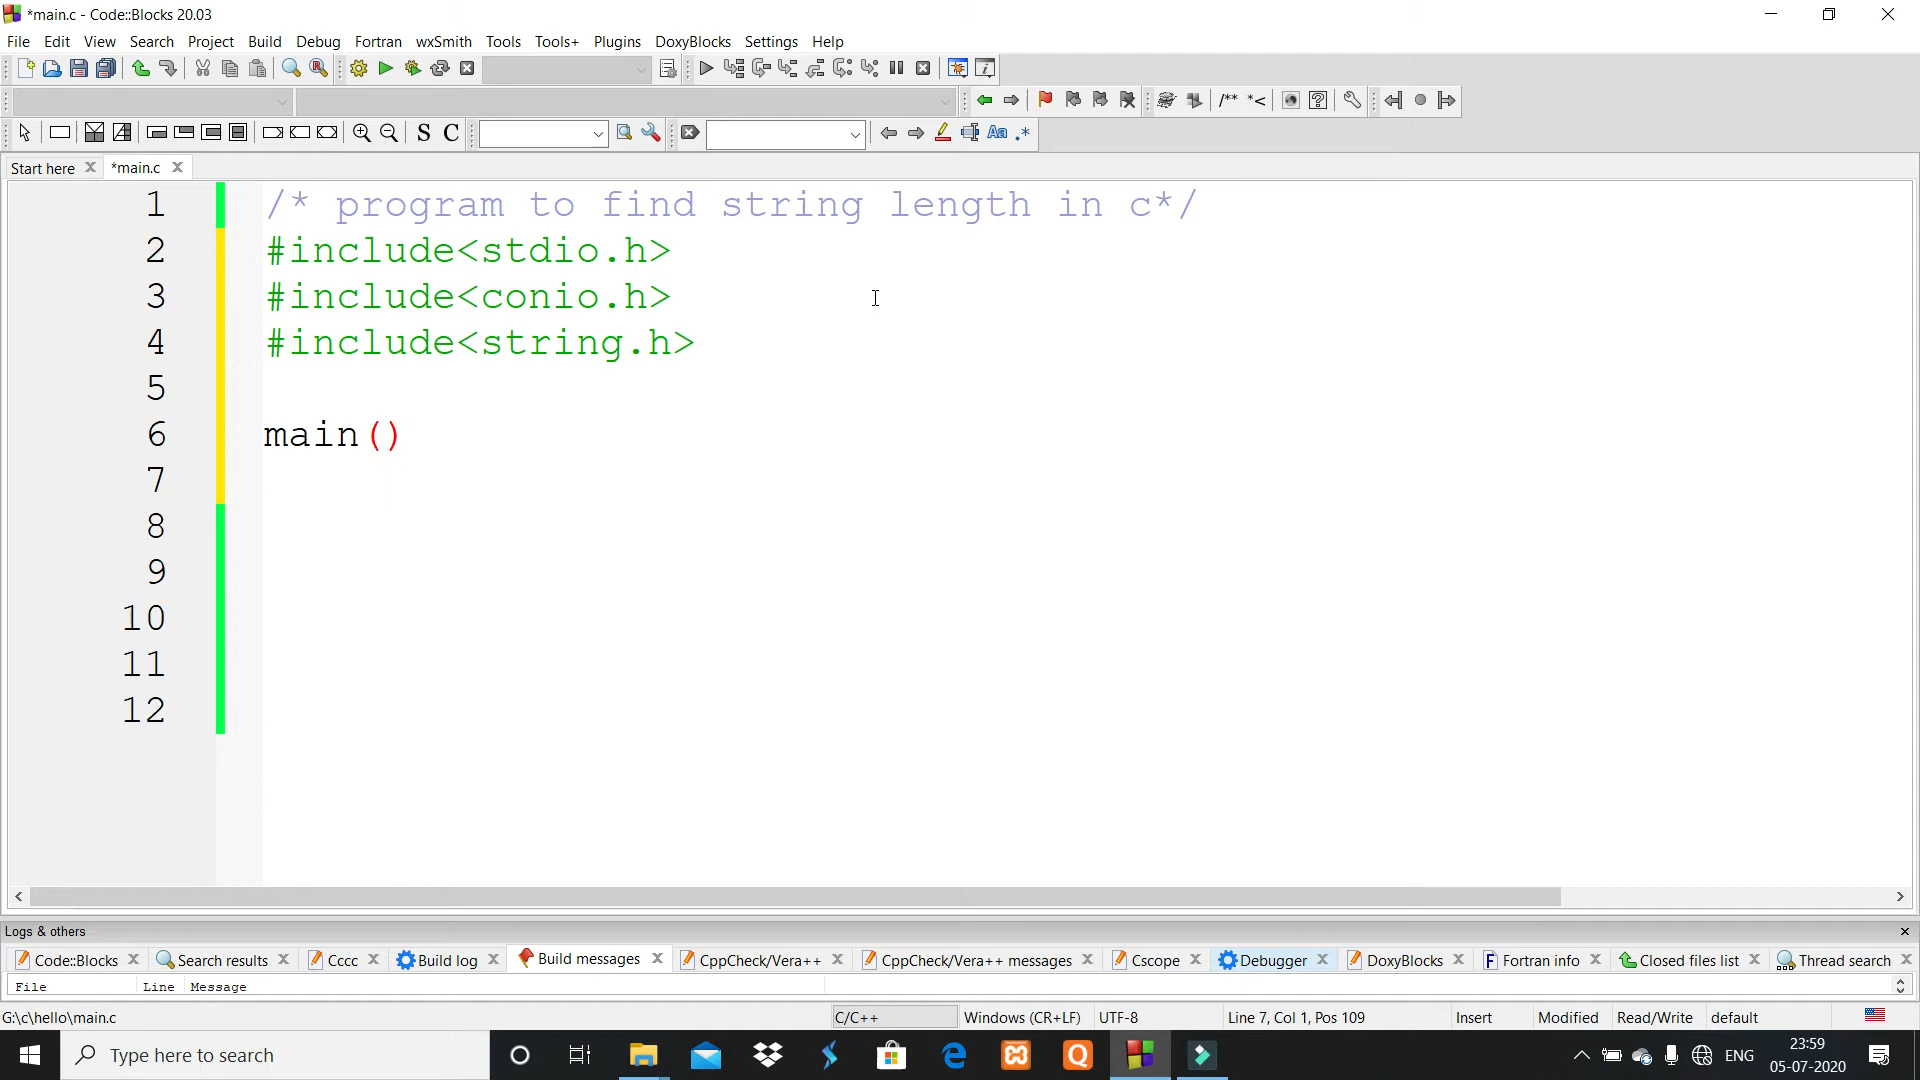 *main.c - Code::Blocks 20.03
File Edit View Search Project Build Debug Fortran wxSmith Tools Tools+ Plugins DoxyBlocks Settings Help
/** *<
S C Aa .*
Start here *main.c
1 /* program to find string length in c*/
2 #include<stdio.h>
3 #include<conio.h>
4 #include<string.h>
5
6 main()
7
8
9
10
11
12
Logs & others
Code::Blocks Search results Cccc Build log Build messages CppCheck/Vera++ CppCheck/Vera++ messages Cscope Debugger DoxyBlocks Fortran info Closed files list Thread search
File Line Message
G:\c\hello\main.c C/C++ Windows (CR+LF) UTF-8 Line 7, Col 1, Pos 109 Insert Modified Read/Write default
Type here to search ENG 23:59
05-07-2020